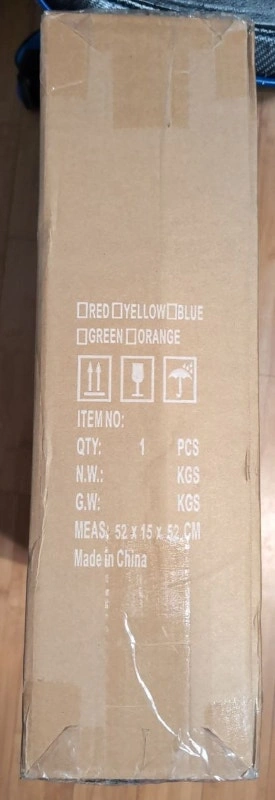 ☐RED☐YELLOW☐BLUE
☐GREEN☐ORANGE
ITEM NO:
QTY: 1 PCS
N.W.: KGS
G.W: KGS
MEAS: 52 x 15 x 52 CM
Made in China